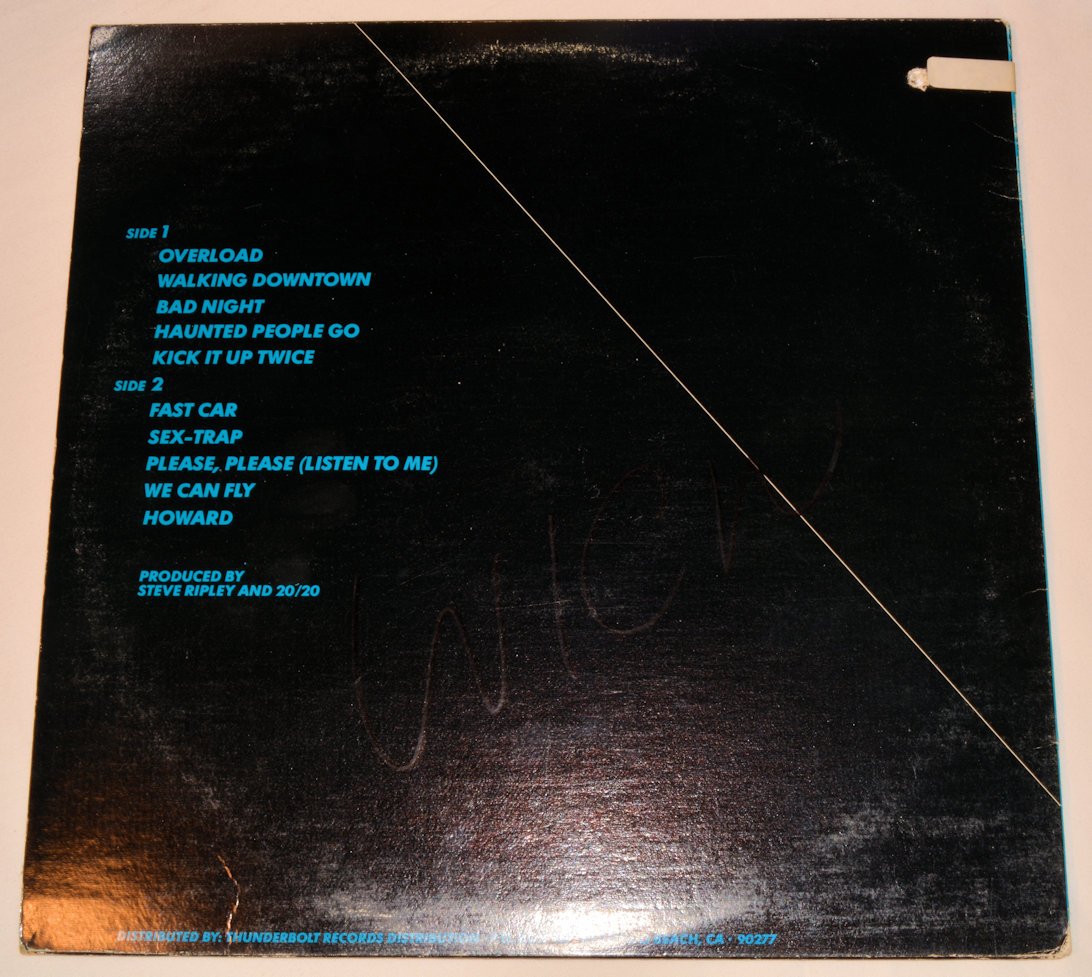 SIDE 1
OVERLOAD
WALKING DOWNTOWN
BAD NIGHT
HAUNTED PEOPLE GO
KICK IT UP TWICE
SIDE 2
FAST CAR
SEX-TRAP
PLEASE, PLEASE (LISTEN TO ME)
WE CAN FLY
HOWARD
PRODUCED BY
STEVE RIPLEY AND 20/20
DISTRIBUTED BY: THUNDERBOLT RECORDS DISTRIBUTION BEACH, CA · 90277